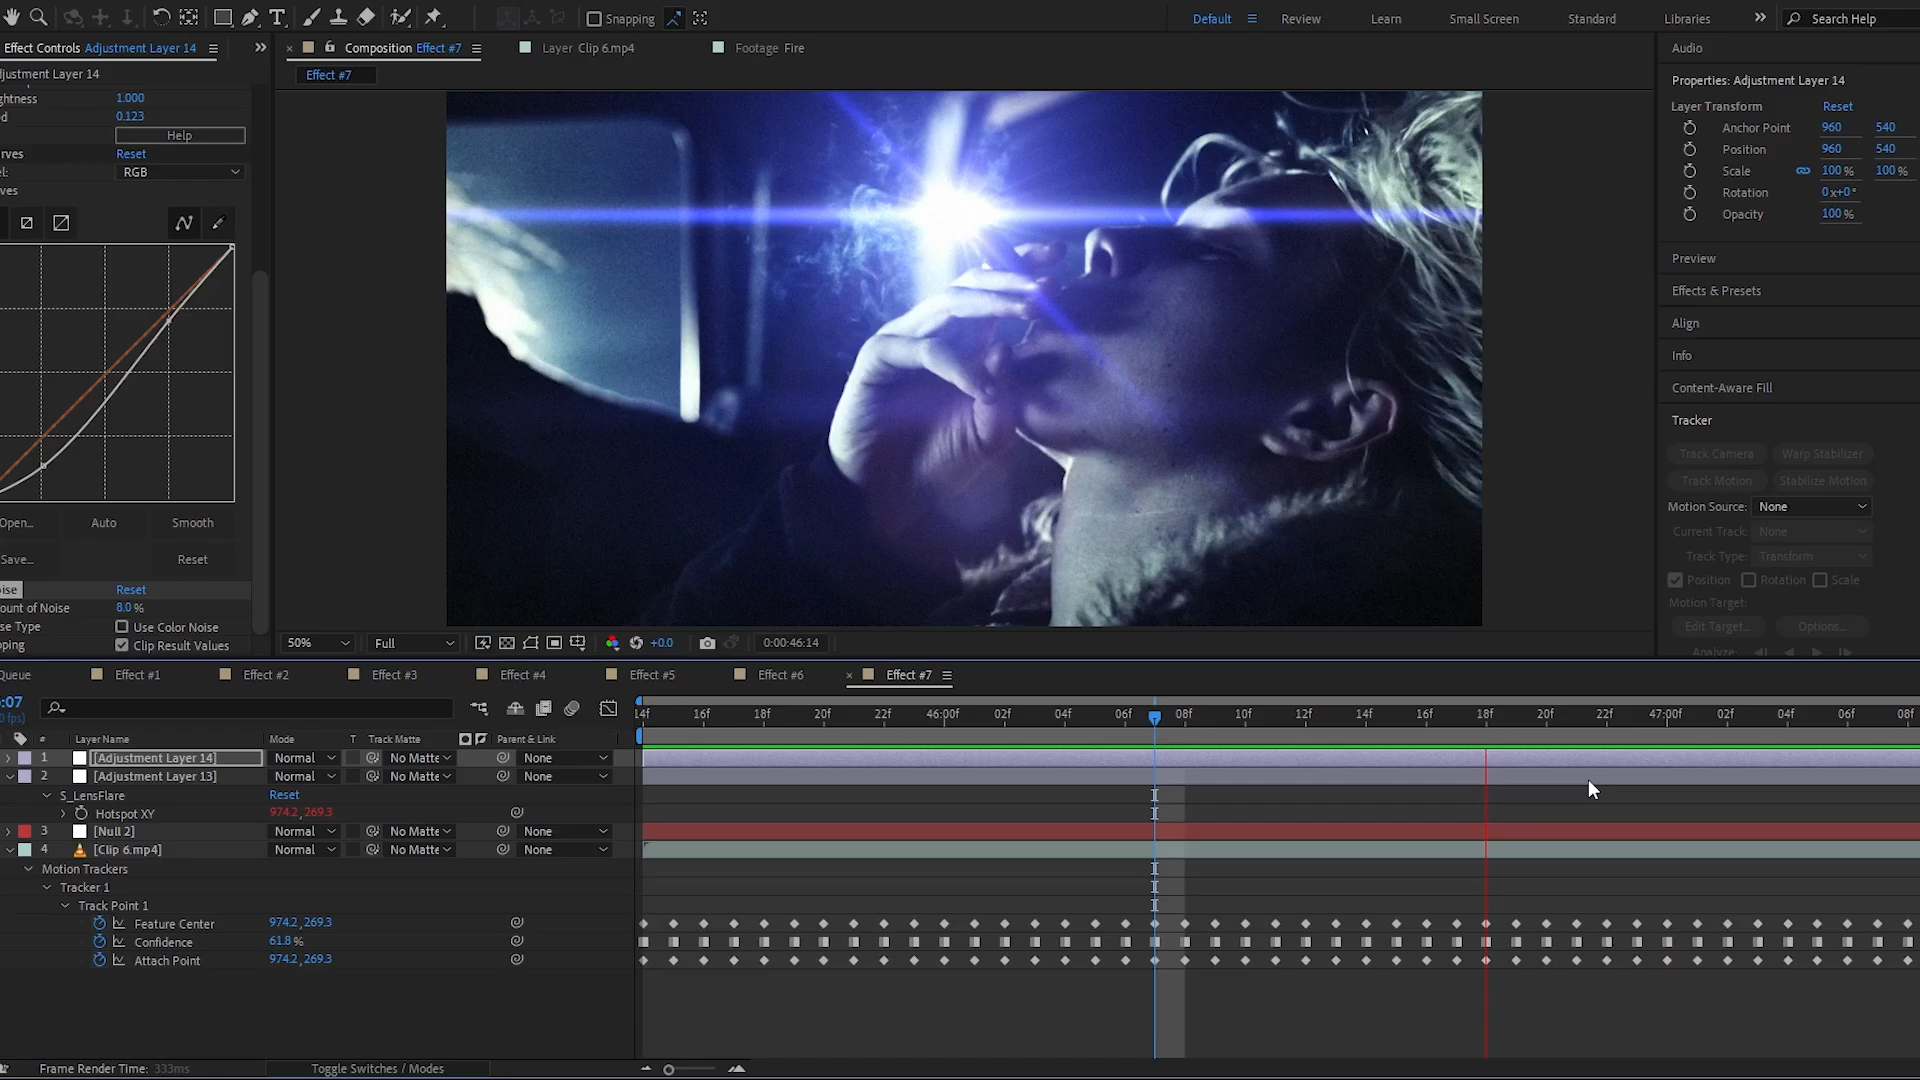 Snapping
Default
Review
Learn
Small Screen
Standard
Libraries
Search Help
Effect Controls Adjustment Layer 14
Composition Effect #7
Layer Clip 6.mp4
Footage Fire
Audio
djustment Layer 14
Effect #7
Properties: Adjustment Layer 14
ghtness 1.000
d 0.123
Help
rves Reset
el: RGB
ves
Layer Transform Reset
Anchor Point 960 540
Position 960 540
Scale 100% 100%
Rotation 0x+0°
Opacity 100%
Preview
Effects & Presets
Align
Info
Content-Aware Fill
Tracker
Track Camera Warp Stabilizer
Track Motion Stabilize Motion
Motion Source: None
Current Track: None
Track Type: Transform
Position Rotation Scale
Motion Target:
Edit Target... Options...
Analyze:
Open... Auto Smooth
Save... Reset
oise Reset
ount of Noise 8.0%
se Type Use Color Noise
ping Clip Result Values
50% Full +0.0 0:00:46:14
Queue Effect #1 Effect #2 Effect #3 Effect #4 Effect #5 Effect #6 Effect #7
:07
0 fps)
14f 16f 18f 20f 22f 46:00f 02f 04f 06f 08f 10f 12f 14f 16f 18f 20f 22f 47:00f 02f 04f 06f 08f
# Layer Name Mode T Track Matte Parent & Link
1 [Adjustment Layer 14] Normal No Matte None
2 [Adjustment Layer 13] Normal No Matte None
S_LensFlare Reset
Hotspot XY 974.2,269.3
3 [Null 2] Normal No Matte None
4 [Clip 6.mp4] Normal No Matte None
Motion Trackers
Tracker 1
Track Point 1
Feature Center 974.2,269.3
Confidence 61.8%
Attach Point 974.2,269.3
Frame Render Time: 333ms
Toggle Switches / Modes